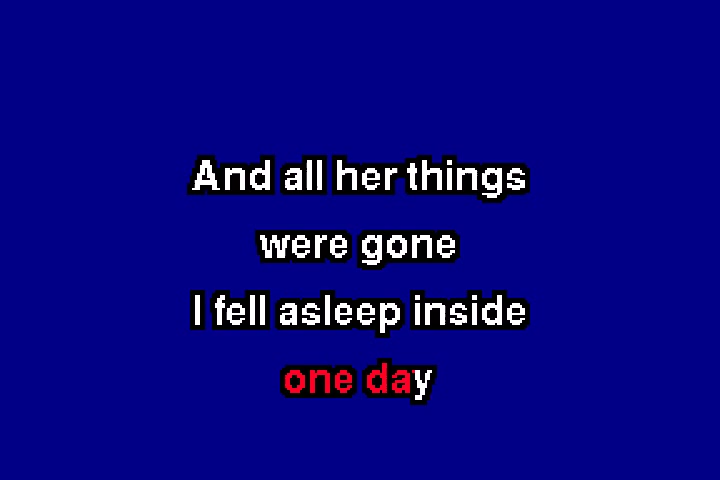 And all her things
were gone
I fell asleep inside
one day